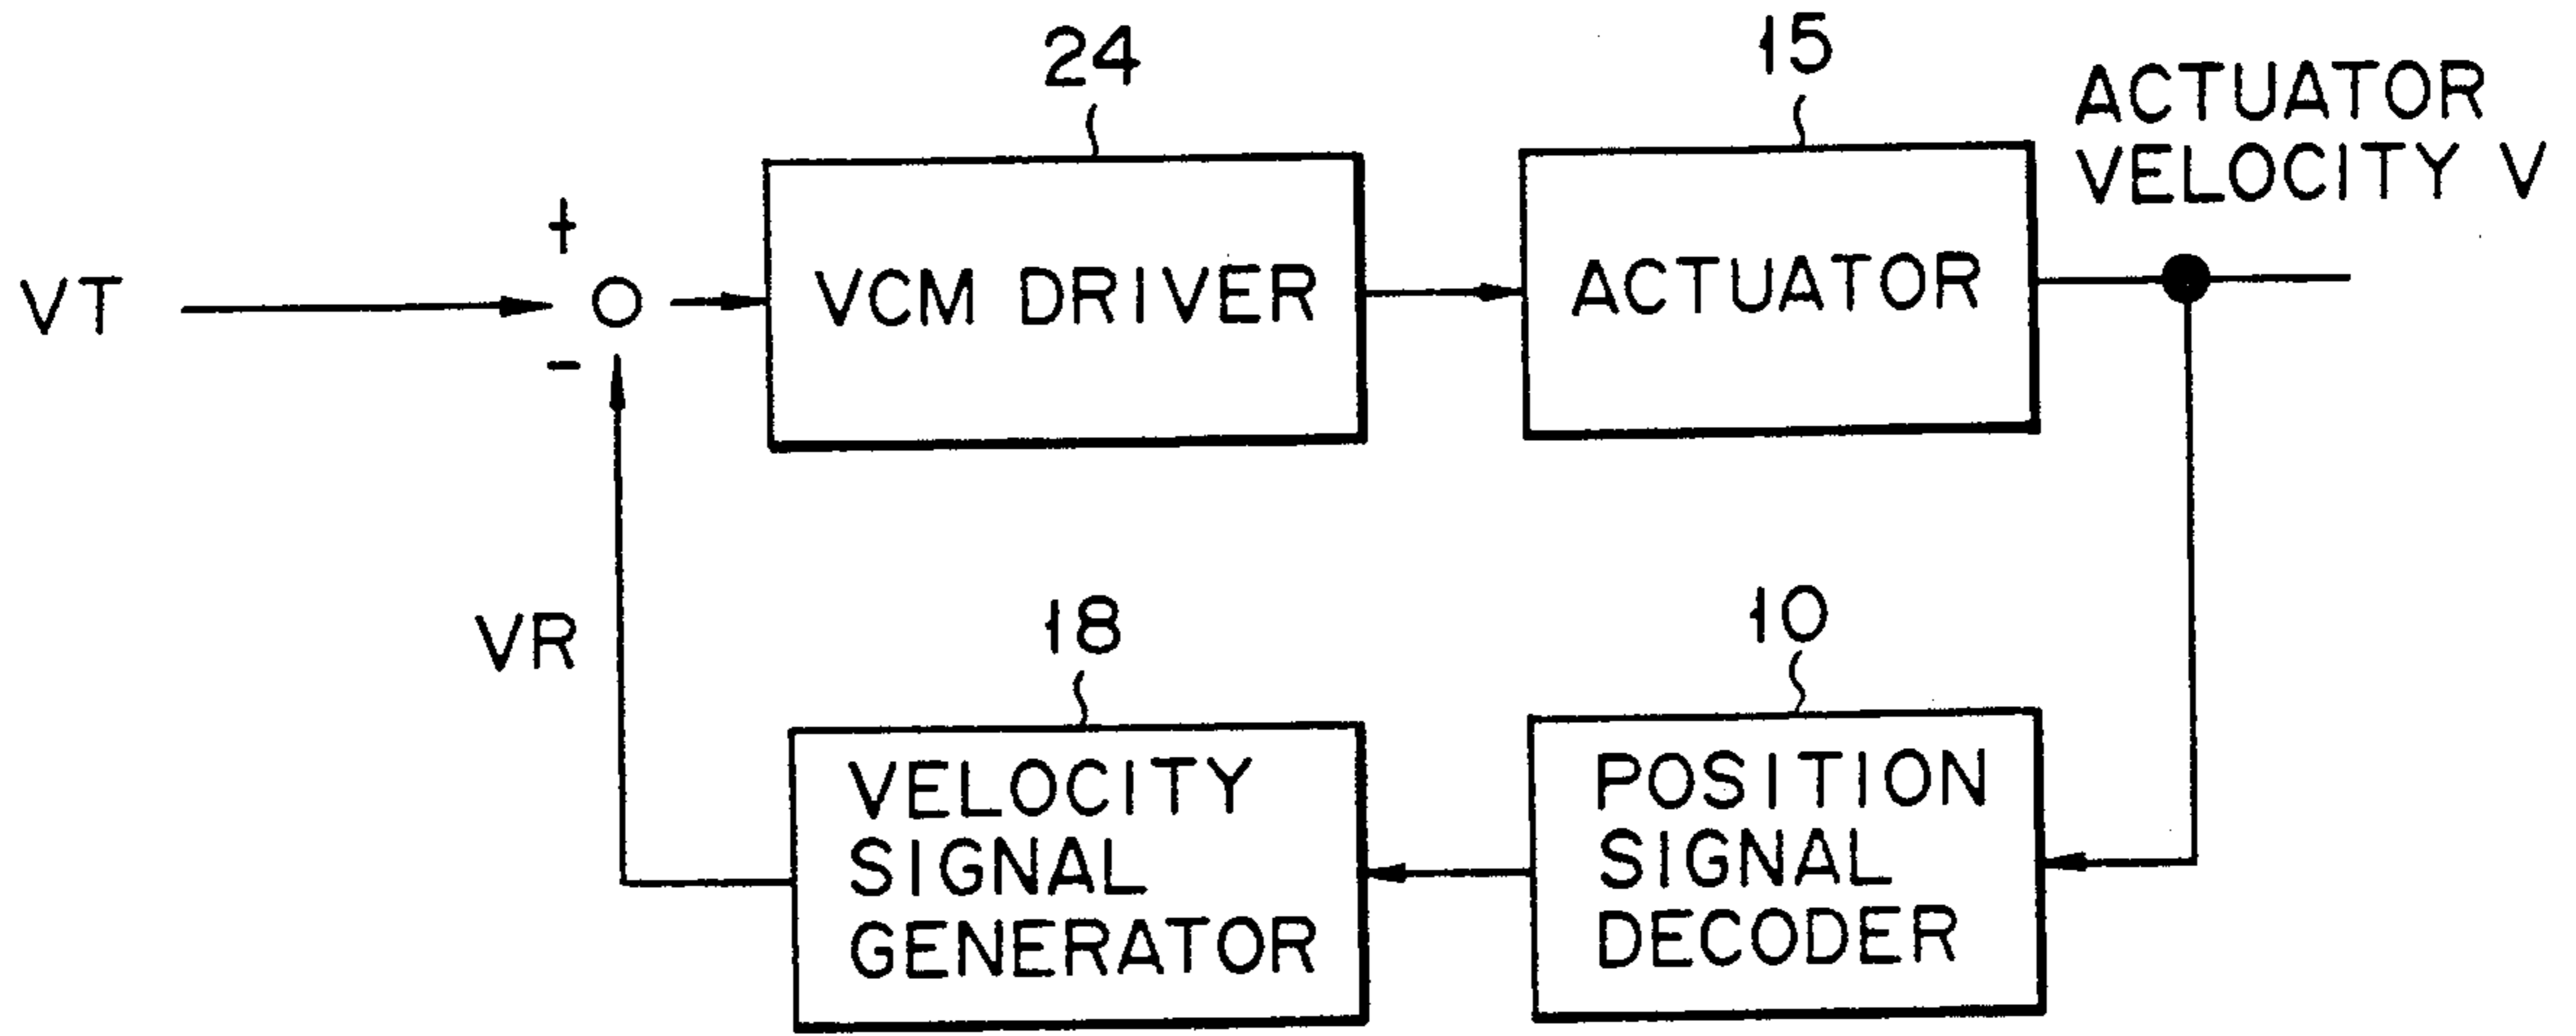 24
15
ACTUATOR
VELOCITY V
+
VT
-
VCM DRIVER
ACTUATOR
VR
18
10
VELOCITY
SIGNAL
GENERATOR
POSITION
SIGNAL
DECODER